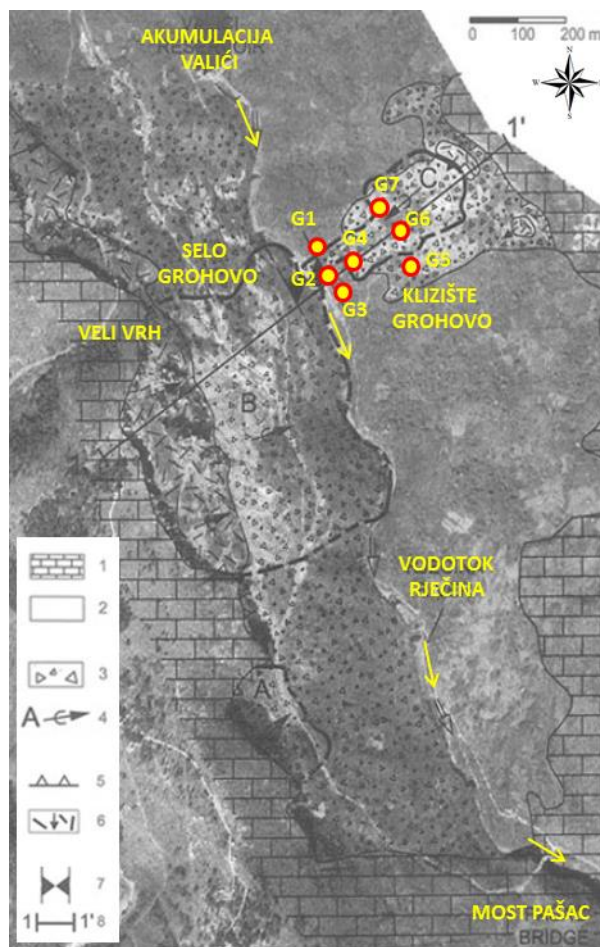 AKUMULACIJA
VALIĆI
0 100 200 m
N
W E
S
1'
C
G7
G6
G1
G4
G5
G2
G3
SELO
GROHOVO
KLIZIŠTE
GROHOVO
VELI VRH
B
VODOTOK
RJEČINA
A
1
2
3
A 4
5
6
7
1 1' 8
MOST PAŠAC
BRIDGE